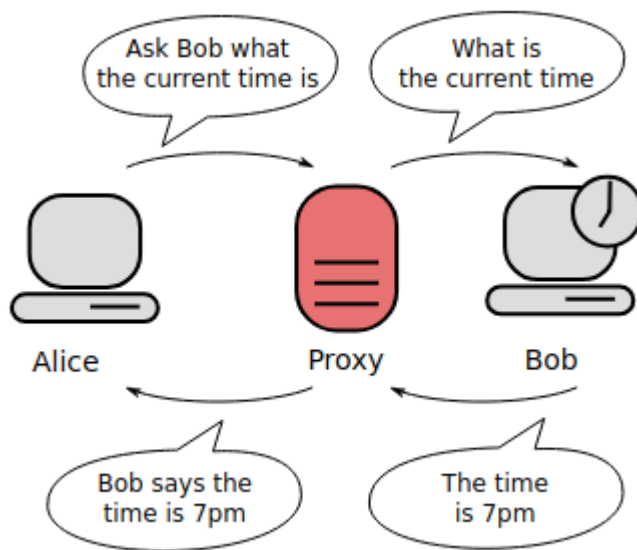 Ask Bob what
the current time is
What is
the current time
Alice
Proxy
Bob
Bob says the
time is 7pm
The time
is 7pm